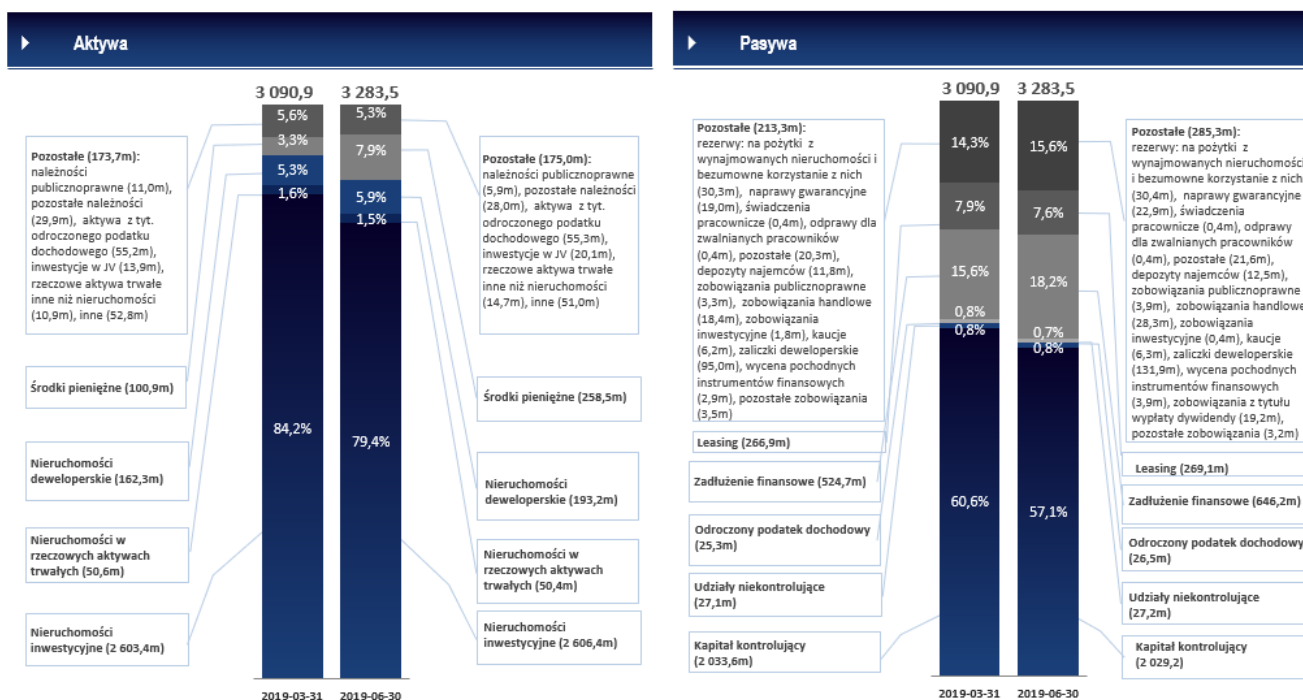 Aktywa
3 090,9 3 283,5
5,6% 5,3%
3,3% 7,9%
5,3% 5,9%
1,6% 1,5%
84,2% 79,4%
2019-03-31 2019-06-30
Pozostałe (173,7m):
należności
publicznoprawne (11,0m),
pozostałe należności
(29,9m), aktywa z tyt.
odroczonego podatku
dochodowego (55,2m),
inwestycje w JV (13,9m),
rzeczowe aktywa trwałe
inne niż nieruchomości
(10,9m), inne (52,8m)
Środki pieniężne (100,9m)
Nieruchomości
deweloperskie (162,3m)
Nieruchomości w
rzeczowych aktywach
trwałych (50,6m)
Nieruchomości
inwestycyjne (2 603,4m)
Pozostałe (175,0m):
należności publicznoprawne
(5,9m), pozostałe należności
(28,0m), aktywa z tyt.
odroczonego podatku
dochodowego (55,3m),
inwestycje w JV (20,1m),
rzeczowe aktywa trwałe
inne niż nieruchomości
(14,7m), inne (51,0m)
Środki pieniężne (258,5m)
Nieruchomości
deweloperskie (193,2m)
Nieruchomości w
rzeczowych aktywach
trwałych (50,4m)
Nieruchomości
inwestycyjne (2 606,4m)
Pasywa
3 090,9 3 283,5
14,3% 15,6%
7,9% 7,6%
15,6% 18,2%
0,8% 0,7%
0,8% 0,8%
60,6% 57,1%
2019-03-31 2019-06-30
Pozostałe (213,3m):
rezerwy: na pożytki z
wynajmowanych nieruchomości i
bezumowne korzystanie z nich
(30,3m), naprawy gwarancyjne
(19,0m), świadczenia
pracownicze (0,4m), odprawy dla
zwalnianych pracowników
(0,4m), pozostałe (20,3m),
depozyty najemców (11,8m),
zobowiązania publicznoprawne
(3,3m), zobowiązania handlowe
(18,4m), zobowiązania
inwestycyjne (1,8m), kaucje
(6,2m), zaliczki deweloperskie
(95,0m), wycena pochodnych
instrumentów finansowych
(2,9m), pozostałe zobowiązania
(3,5m)
Leasing (266,9m)
Zadłużenie finansowe (524,7m)
Odroczony podatek dochodowy
(25,3m)
Udziały niekontrolujące
(27,1m)
Kapitał kontrolujący
(2 033,6m)
Pozostałe (285,3m):
rezerwy: na pożytki z
wynajmowanych nieruchomości
i bezumowne korzystanie z nich
(30,4m), naprawy gwarancyjne
(22,9m), świadczenia
pracownicze (0,4m), odprawy
dla zwalnianych pracowników
(0,4m), pozostałe (21,6m),
depozyty najemców (12,5m),
zobowiązania publicznoprawne
(3,9m), zobowiązania handlowe
(28,3m), zobowiązania
inwestycyjne (0,4m), kaucje
(6,3m), zaliczki deweloperskie
(131,9m), wycena pochodnych
instrumentów finansowych
(3,9m), zobowiązania z tytułu
wypłaty dywidendy (19,2m),
pozostałe zobowiązania (3,2m)
Leasing (269,1m)
Zadłużenie finansowe (646,2m)
Odroczony podatek dochodowy
(26,5m)
Udziały niekontrolujące
(27,2m)
Kapitał kontrolujący
(2 029,2)